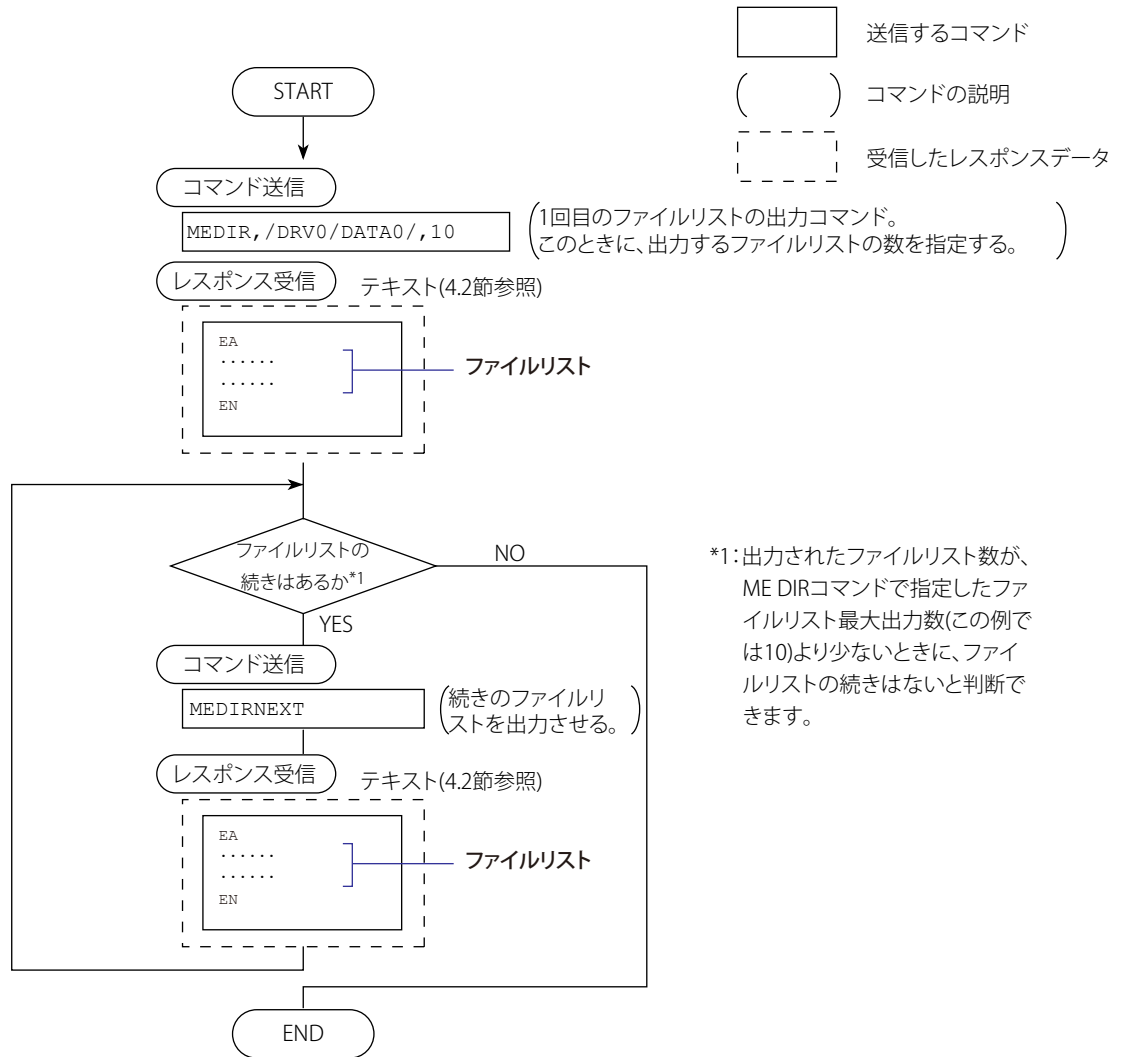 送信するコマンド
コマンドの説明
受信したレスポンスデータ
START
コマンド送信
MEDIR,/DRV0/DATA0/,10
1回目のファイルリストの出力コマンド。
このときに、出力するファイルリストの数を指定する。
レスポンス受信
テキスト(4.2節参照)
EA
......
......
EN
ファイルリスト
ファイルリストの
続きはあるか*1
NO
YES
*1：出力されたファイルリスト数が、
ME DIRコマンドで指定したファ
イルリスト最大出力数(この例で
は10)より少ないときに、ファイ
ルリストの続きはないと判断で
きます。
コマンド送信
MEDIRNEXT
続きのファイルリ
ストを出力させる。
レスポンス受信
テキスト(4.2節参照)
EA
......
......
EN
ファイルリスト
END